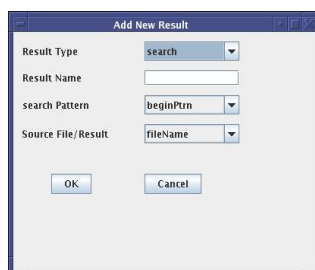 Add New Result
Result Type search
Result Name
search Pattern beginPtrn
Source File/Result fileName
OK Cancel